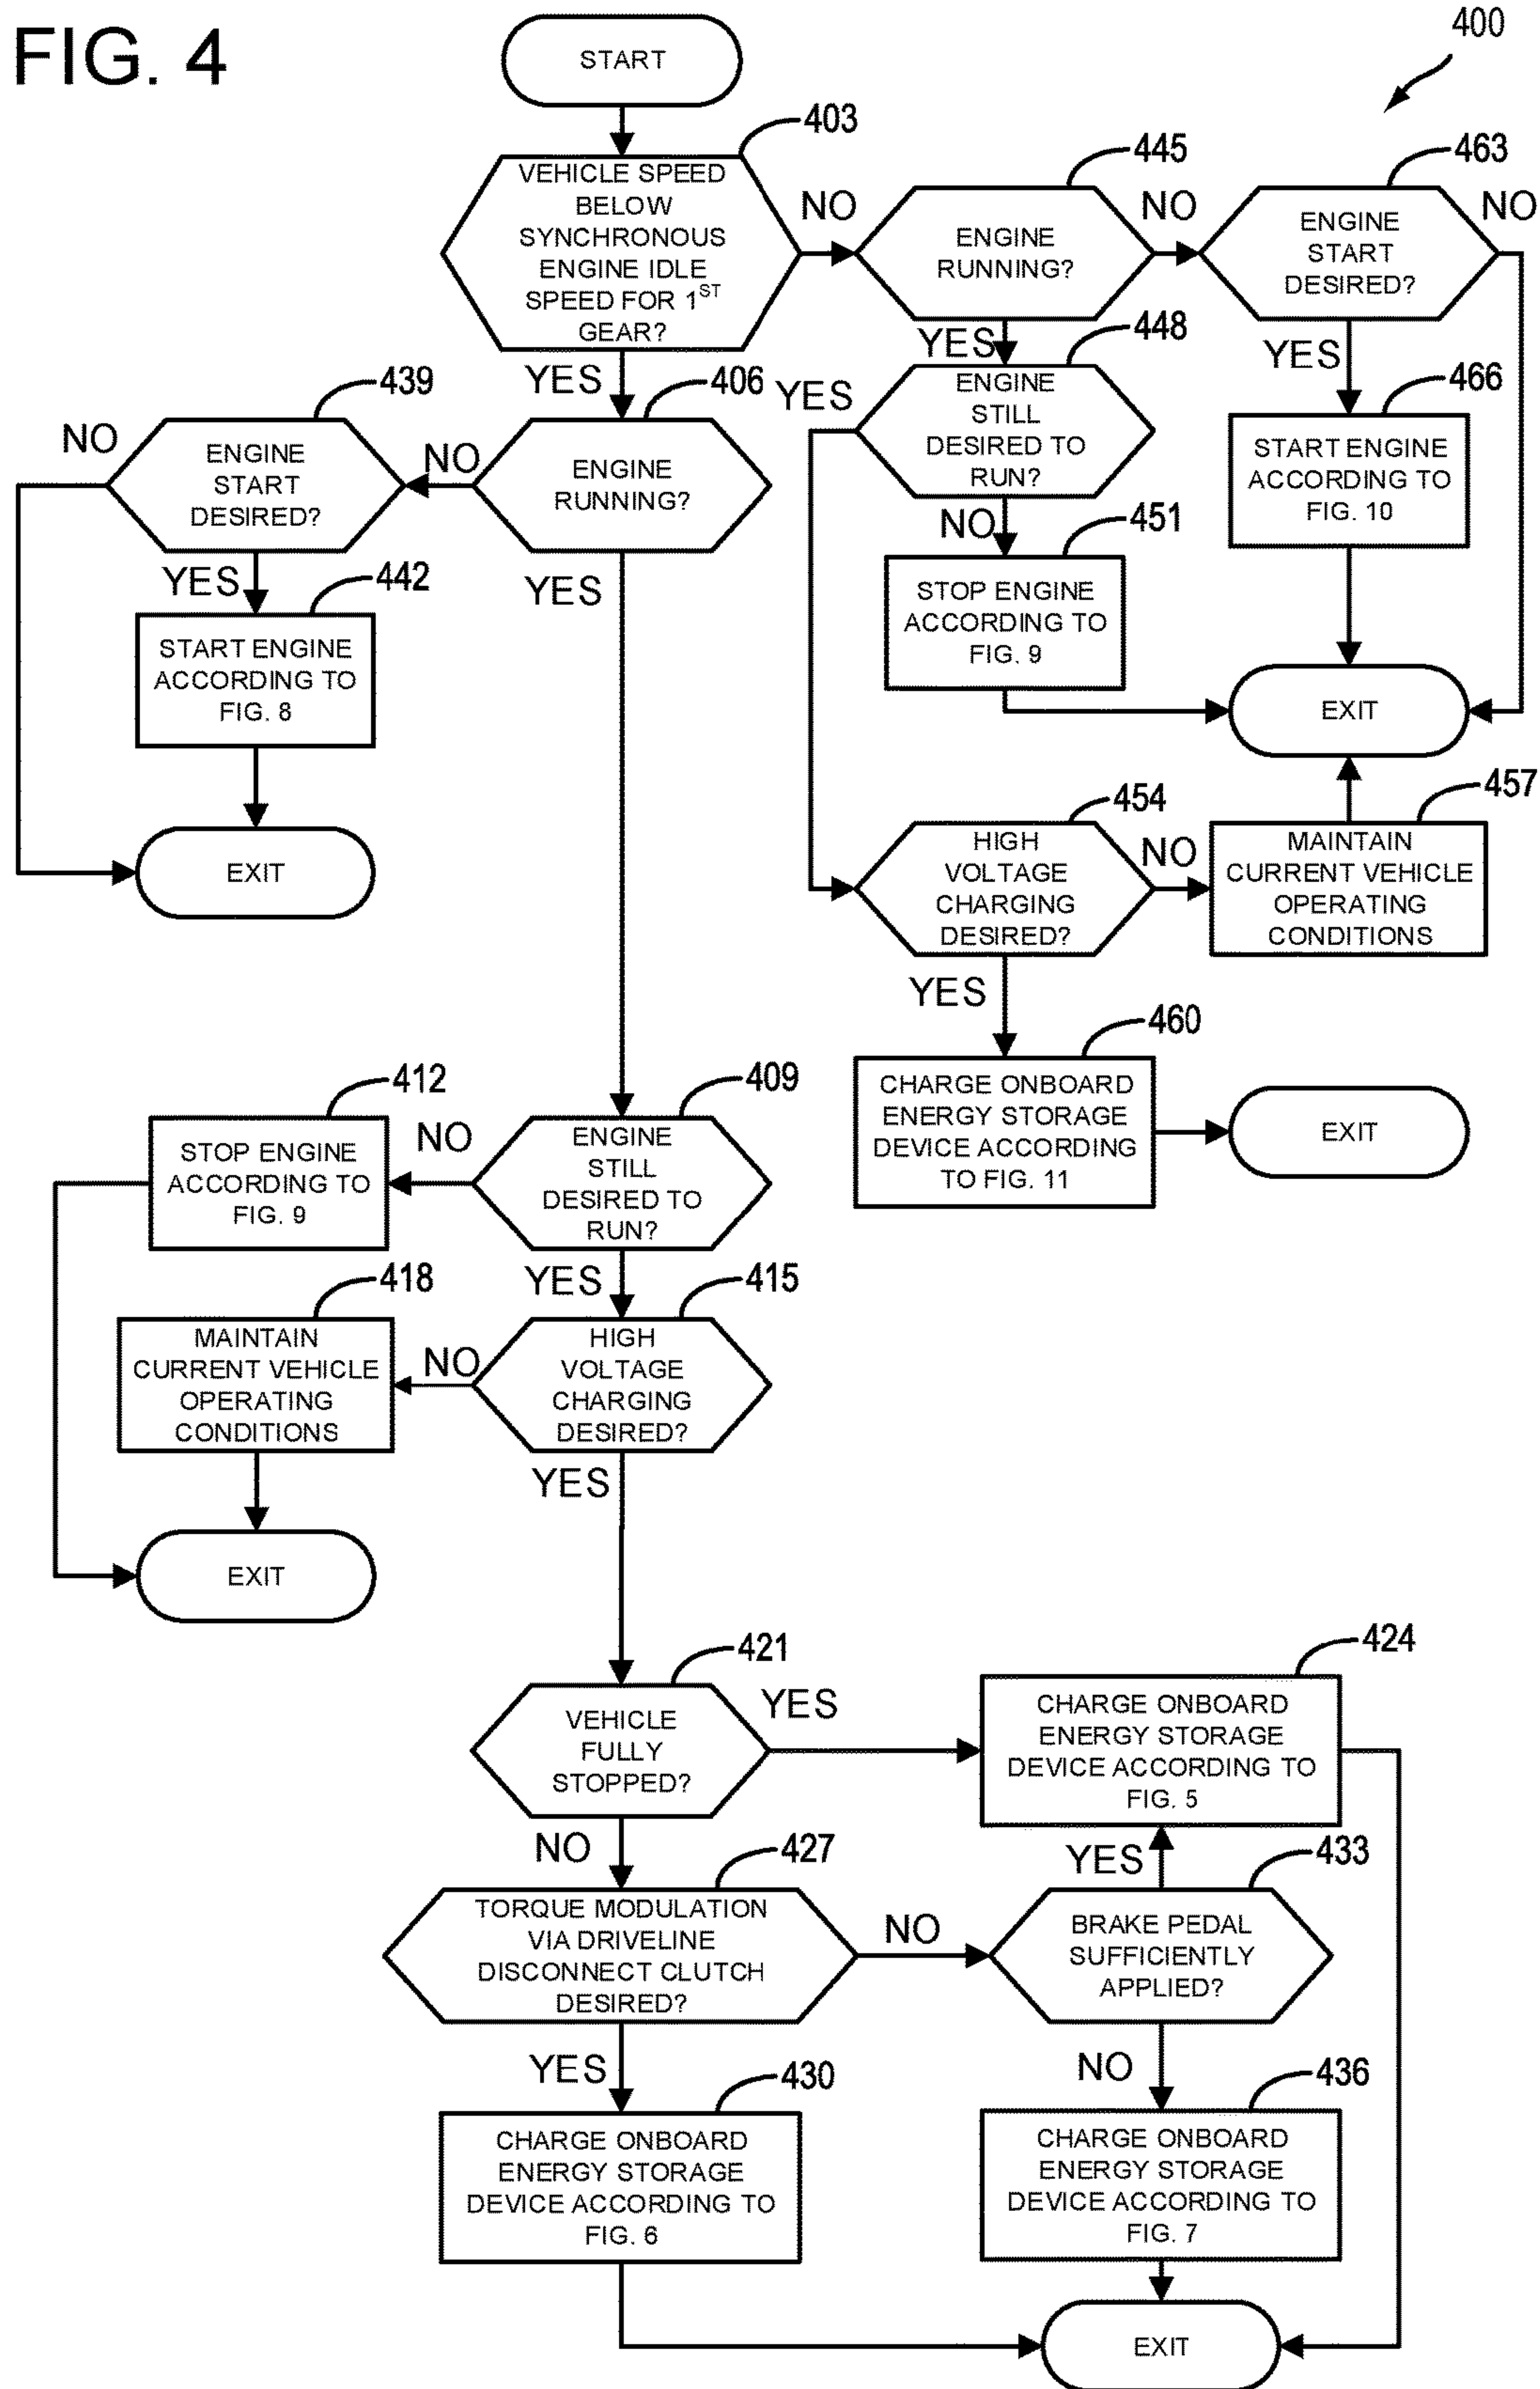 FIG. 4
400
START
403
VEHICLE SPEED
BELOW
SYNCHRONOUS
ENGINE IDLE
SPEED FOR 1ST
GEAR?
NO
445
ENGINE
RUNNING?
NO
463
ENGINE
START
DESIRED?
NO
YES
466
START ENGINE
ACCORDING TO
FIG. 10
YES
448
ENGINE
STILL
DESIRED TO
RUN?
YES
NO
451
STOP ENGINE
ACCORDING TO
FIG. 9
EXIT
454
HIGH
VOLTAGE
CHARGING
DESIRED?
NO
457
MAINTAIN
CURRENT VEHICLE
OPERATING
CONDITIONS
YES
460
CHARGE ONBOARD
ENERGY STORAGE
DEVICE ACCORDING
TO FIG. 11
EXIT
YES
406
ENGINE
RUNNING?
NO
439
ENGINE
START
DESIRED?
NO
YES
442
START ENGINE
ACCORDING TO
FIG. 8
EXIT
YES
409
ENGINE
STILL
DESIRED TO
RUN?
NO
412
STOP ENGINE
ACCORDING TO
FIG. 9
YES
415
HIGH
VOLTAGE
CHARGING
DESIRED?
NO
418
MAINTAIN
CURRENT VEHICLE
OPERATING
CONDITIONS
EXIT
YES
421
VEHICLE
FULLY
STOPPED?
YES
424
CHARGE ONBOARD
ENERGY STORAGE
DEVICE ACCORDING TO
FIG. 5
NO
427
TORQUE MODULATION
VIA DRIVELINE
DISCONNECT CLUTCH
DESIRED?
NO
YES
433
BRAKE PEDAL
SUFFICIENTLY
APPLIED?
YES
430
CHARGE ONBOARD
ENERGY STORAGE
DEVICE ACCORDING TO
FIG. 6
NO
436
CHARGE ONBOARD
ENERGY STORAGE
DEVICE ACCORDING TO
FIG. 7
EXIT